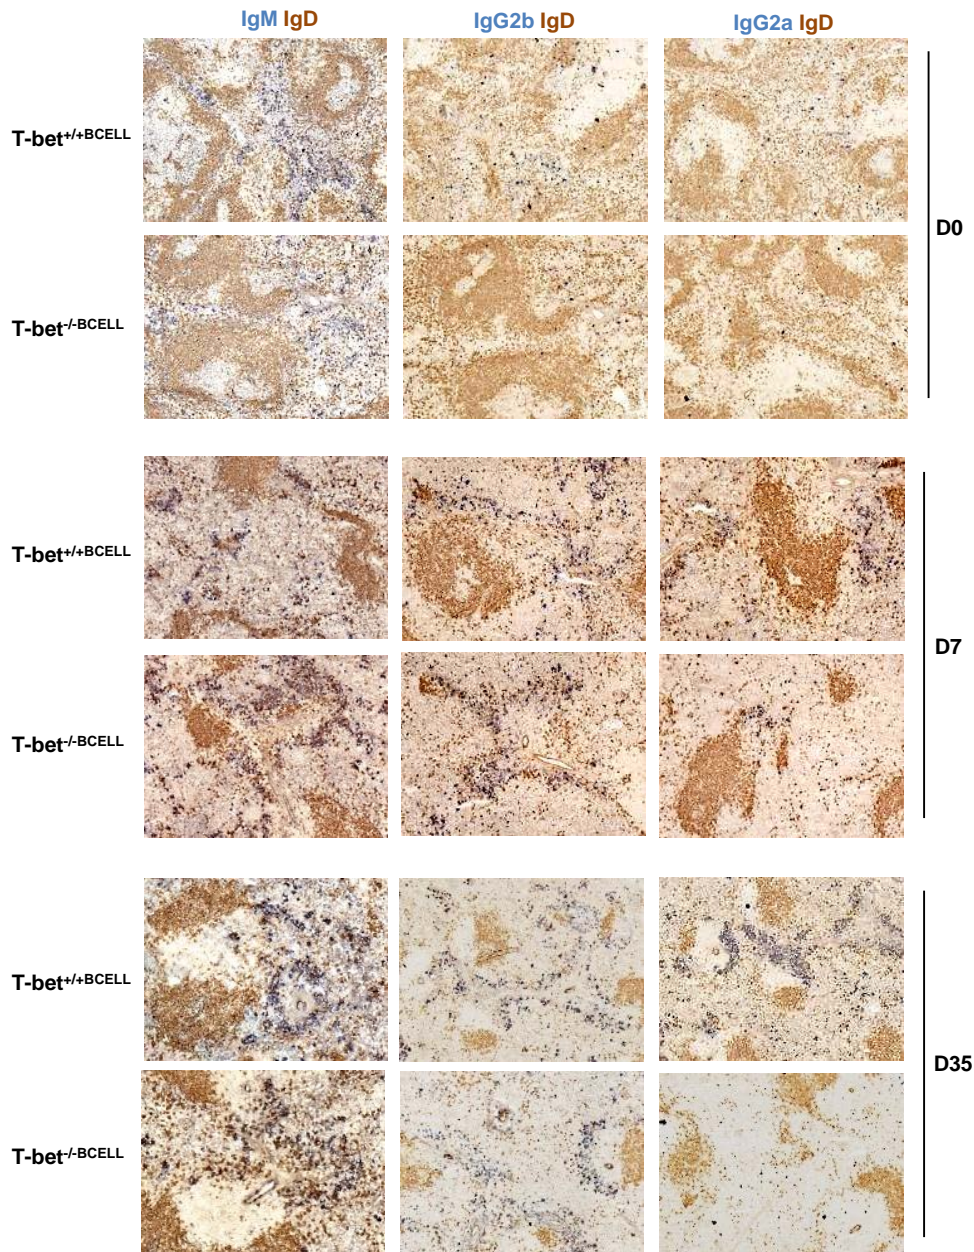 IgM IgD
IgG2b IgD
IgG2a IgD
T-bet+/+BCELL
T-bet-/-BCELL
D0
T-bet+/+BCELL
T-bet-/-BCELL
D7
T-bet+/+BCELL
T-bet-/-BCELL
D35